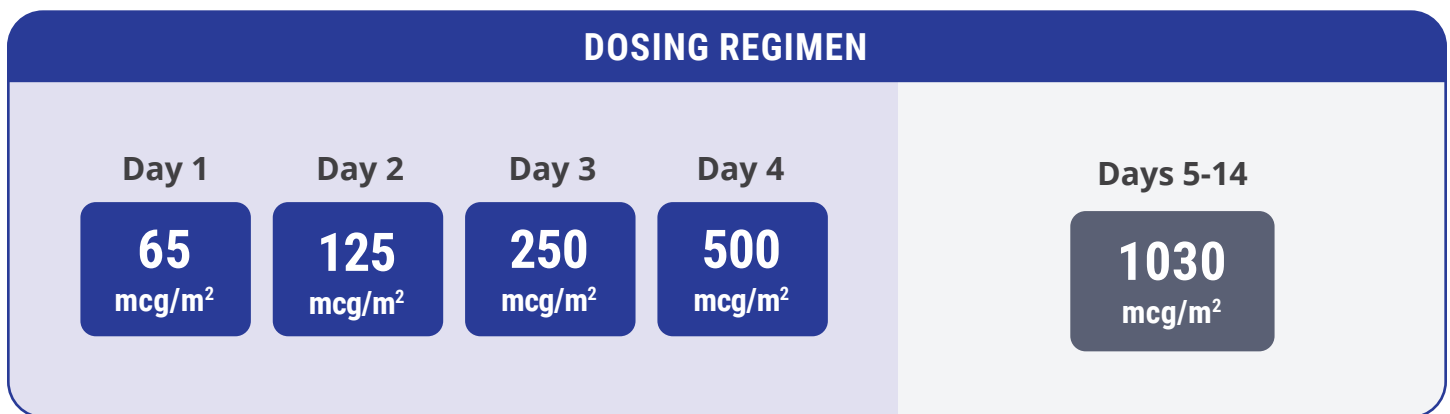 DOSING REGIMEN
Day 1
65
mcg/m²
Day 2
125
mcg/m²
Day 3
250
mcg/m²
Day 4
500
mcg/m²
Days 5-14
1030
mcg/m²